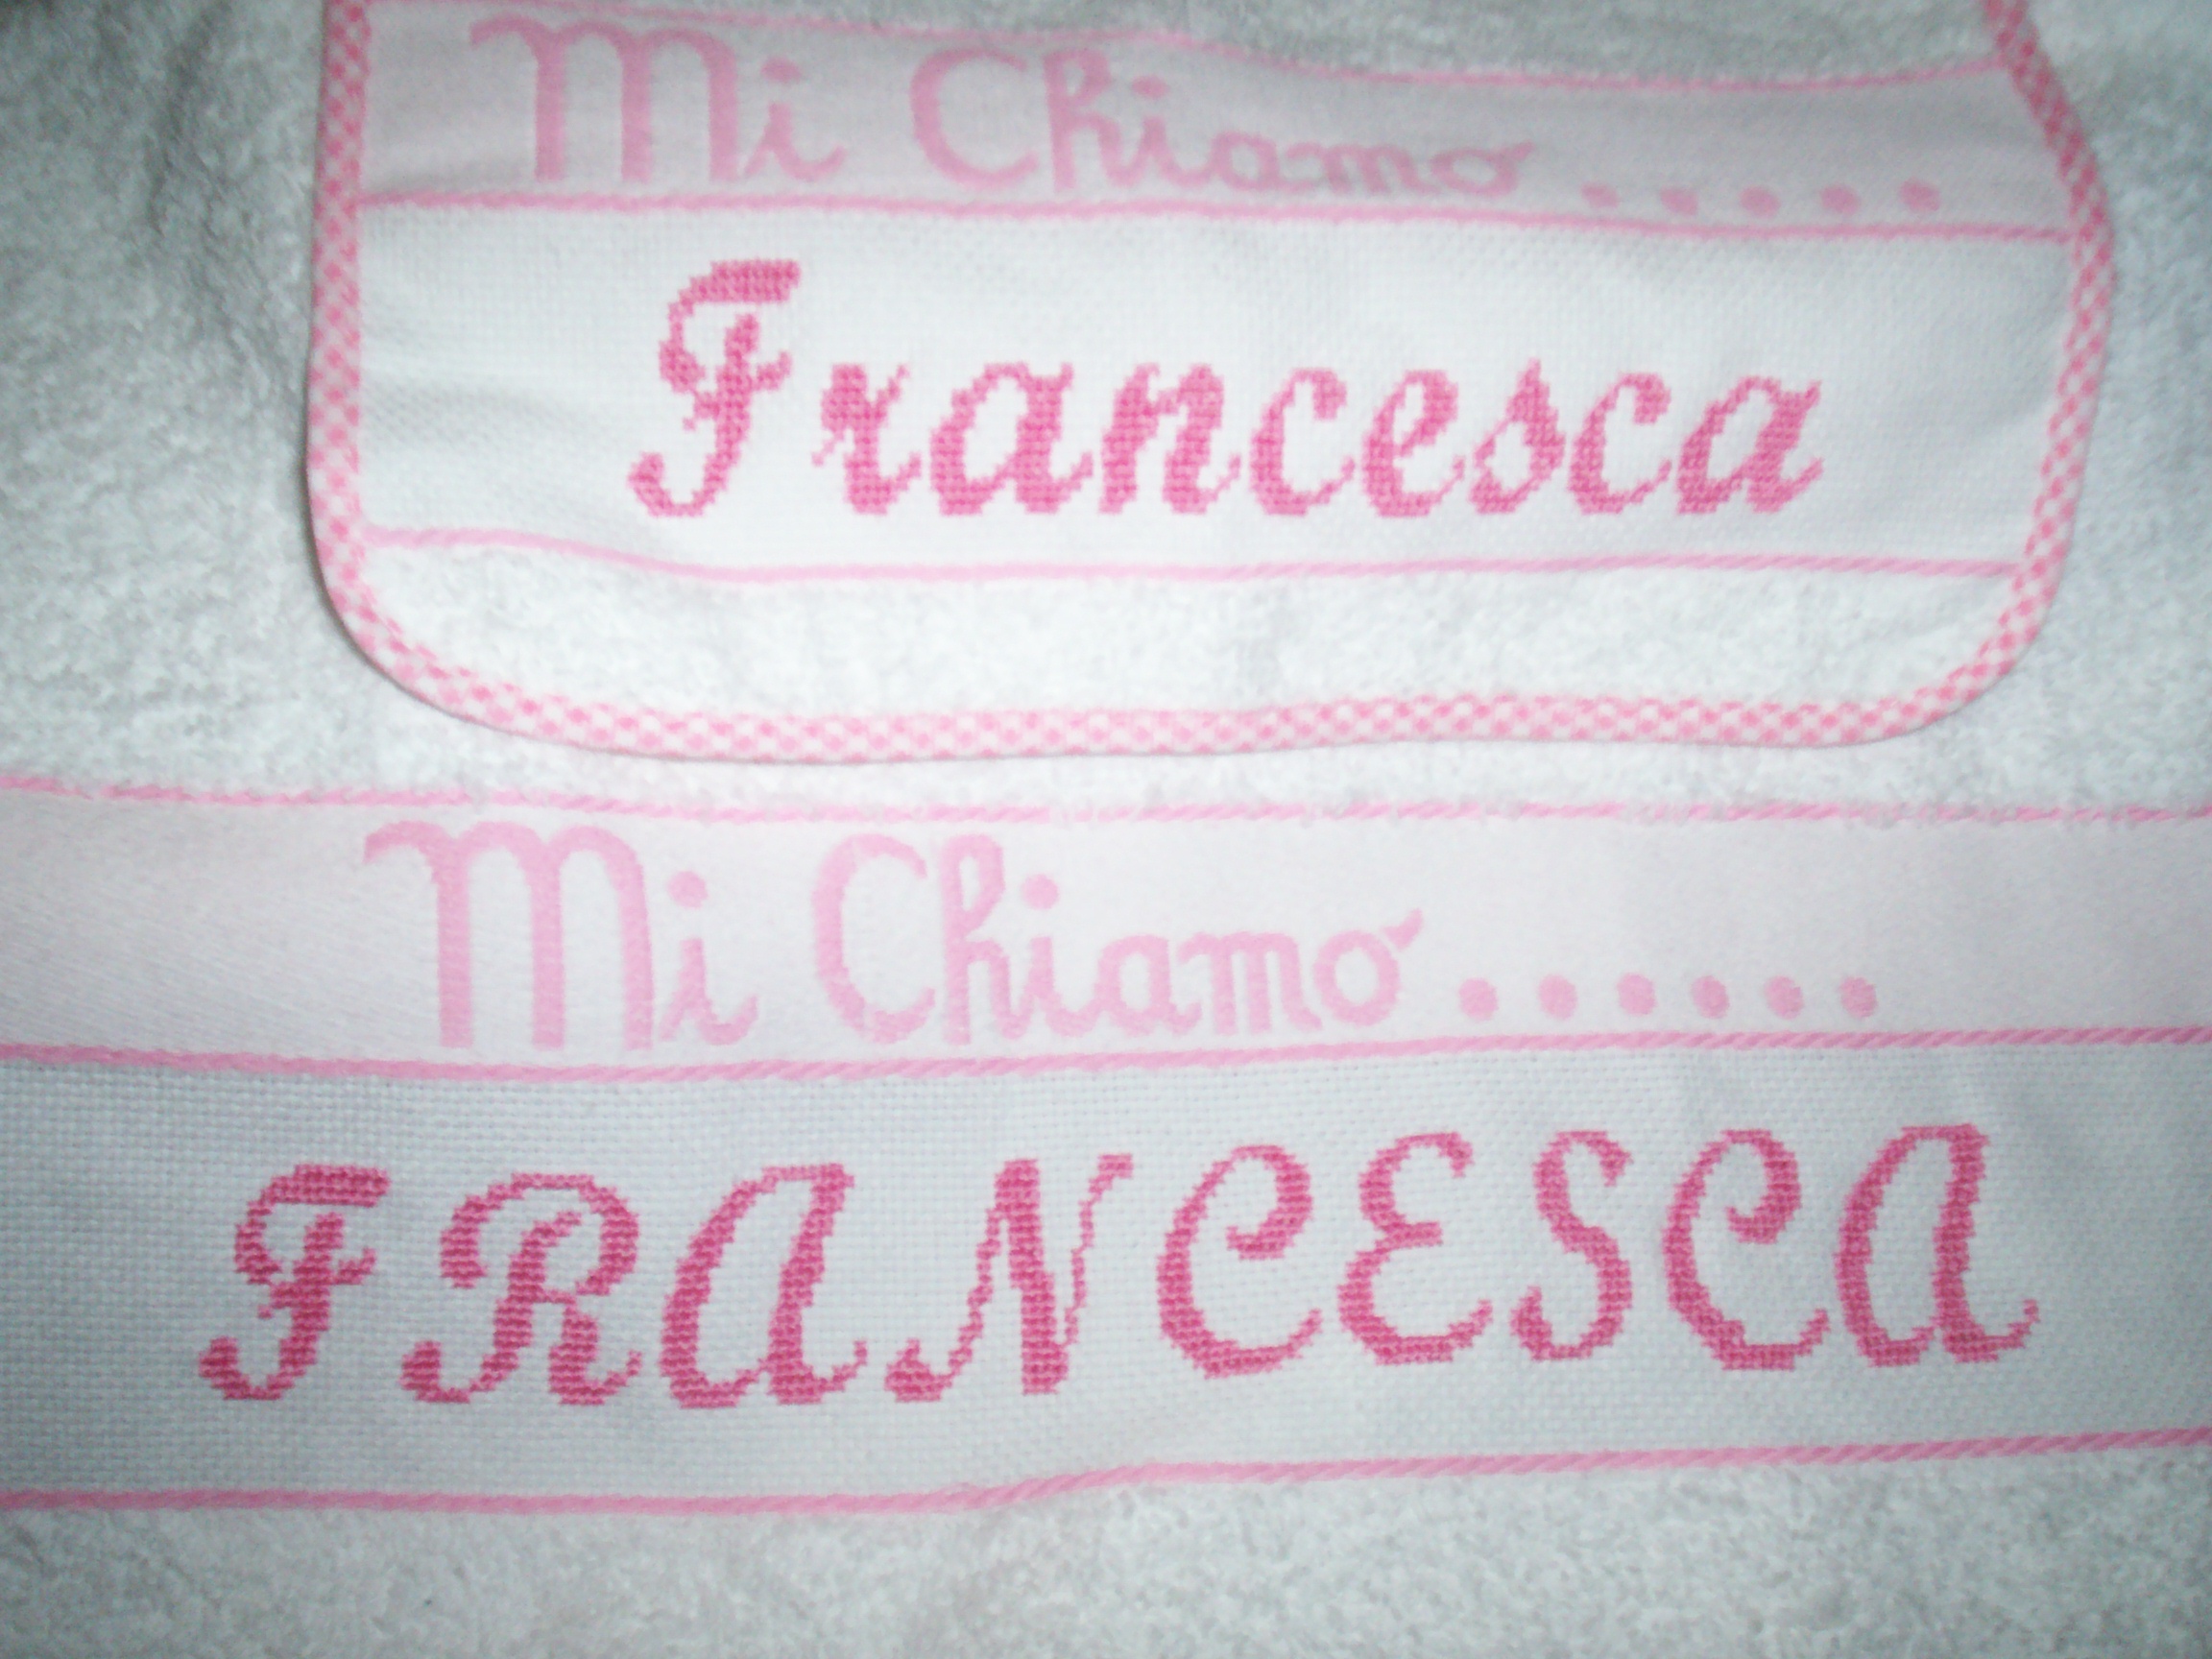 Mi Chiamo.....
Francesca
Mi Chiamo......
FRANCESCA